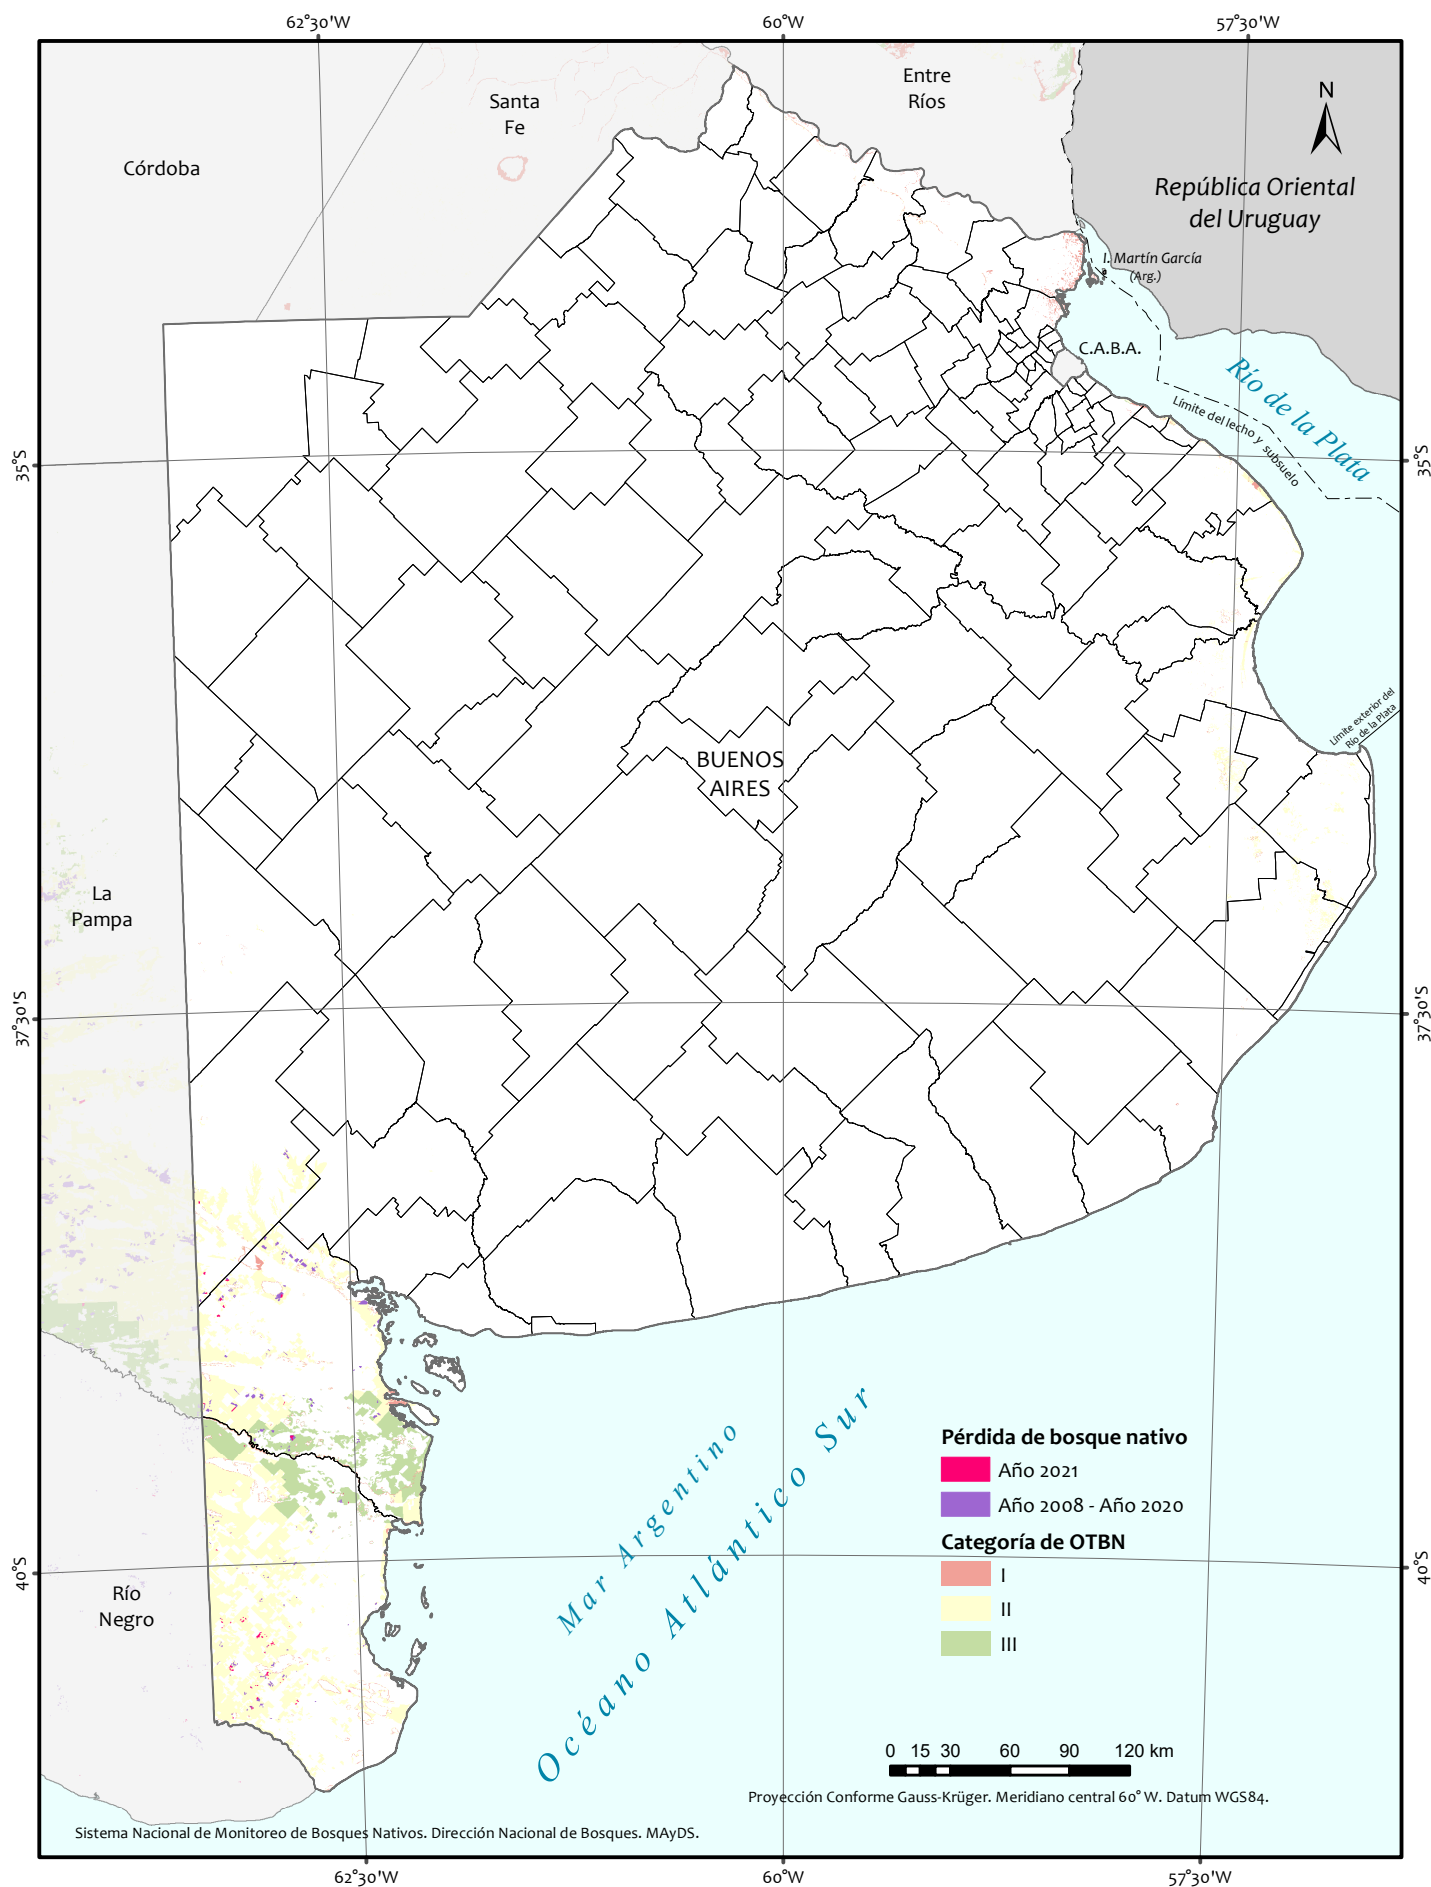 62°30'W
60°W
57°30'W
Santa
Fe
Entre
Ríos
N
Córdoba
República Oriental
del Uruguay
I. Martín García
(Arg.)
C.A.B.A.
Río de la Plata
Límite del lecho y subsuelo
35°S
35°S
Límite exterior del
Río de la Plata
BUENOS
AIRES
La
Pampa
37°30'S
37°30'S
Mar Argentino
Océano Atlántico Sur
Pérdida de bosque nativo
Año 2021
Año 2008 - Año 2020
Categoría de OTBN
I
II
III
40°S
40°S
Río
Negro
0 15 30 60 90 120 km
Proyección Conforme Gauss-Krüger. Meridiano central 60° W. Datum WGS84.
Sistema Nacional de Monitoreo de Bosques Nativos. Dirección Nacional de Bosques. MAyDS.
62°30'W
60°W
57°30'W